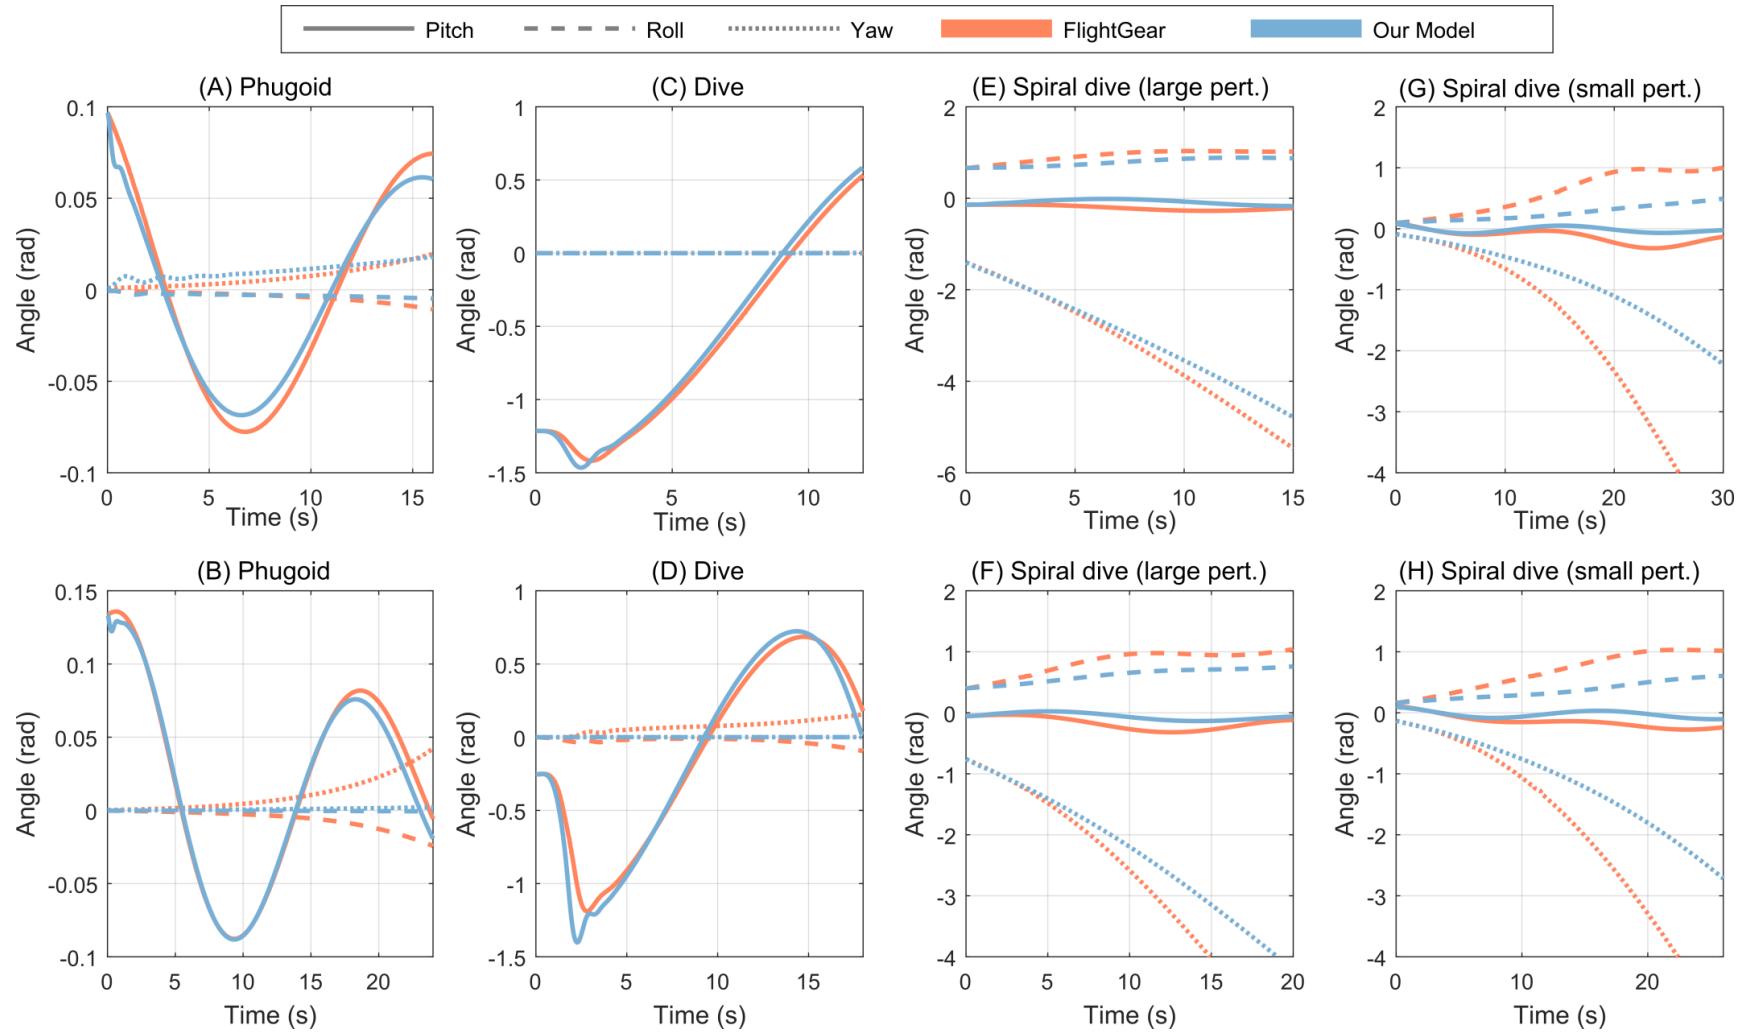 Pitch Roll Yaw FlightGear Our Model
(A) Phugoid
0.1
0.05
0
-0.05
-0.1
Angle (rad)
0 5 10 15
Time (s)
(C) Dive
1
0.5
0
-0.5
-1
-1.5
Angle (rad)
0 5 10
Time (s)
(E) Spiral dive (large pert.)
2
0
-2
-4
-6
Angle (rad)
0 5 10 15
Time (s)
(G) Spiral dive (small pert.)
2
1
0
-1
-2
-3
-4
Angle (rad)
0 10 20 30
Time (s)
(B) Phugoid
0.15
0.1
0.05
0
-0.05
-0.1
Angle (rad)
0 5 10 15 20
Time (s)
(D) Dive
1
0.5
0
-0.5
-1
-1.5
Angle (rad)
0 5 10 15
Time (s)
(F) Spiral dive (large pert.)
2
1
0
-1
-2
-3
-4
Angle (rad)
0 5 10 15 20
Time (s)
(H) Spiral dive (small pert.)
2
1
0
-1
-2
-3
-4
Angle (rad)
0 10 20
Time (s)